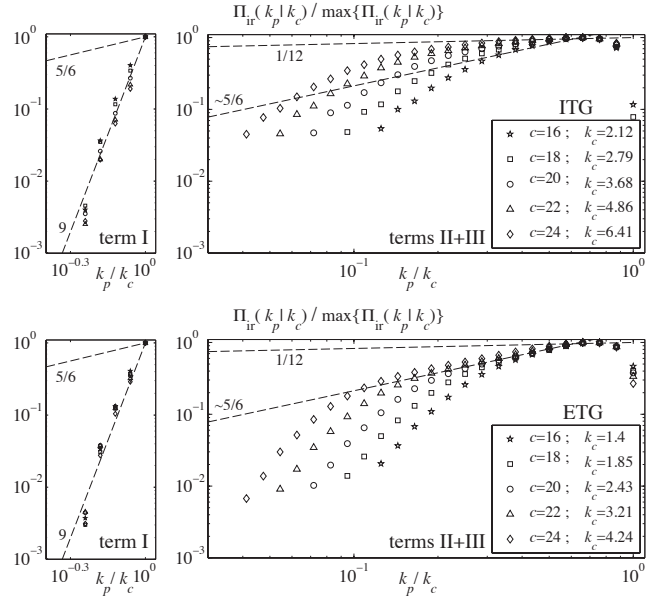 Π_ir(k_p|k_c) / max{Π_ir(k_p|k_c)}
10^0
10^-1
10^-2
10^-3
5/6
9
term I
10^-0.3
10^0
k_p/k_c
10^0
10^-1
10^-2
10^-3
1/12
~5/6
ITG
c=16 ; k_c=2.12
c=18 ; k_c=2.79
c=20 ; k_c=3.68
c=22 ; k_c=4.86
c=24 ; k_c=6.41
terms II+III
10^-1
10^0
k_p/k_c
Π_ir(k_p|k_c) / max{Π_ir(k_p|k_c)}
10^0
10^-1
10^-2
10^-3
5/6
9
term I
10^-0.3
10^0
k_p/k_c
10^0
10^-1
10^-2
10^-3
1/12
~5/6
ETG
c=16 ; k_c=1.4
c=18 ; k_c=1.85
c=20 ; k_c=2.43
c=22 ; k_c=3.21
c=24 ; k_c=4.24
terms II+III
10^-1
10^0
k_p/k_c